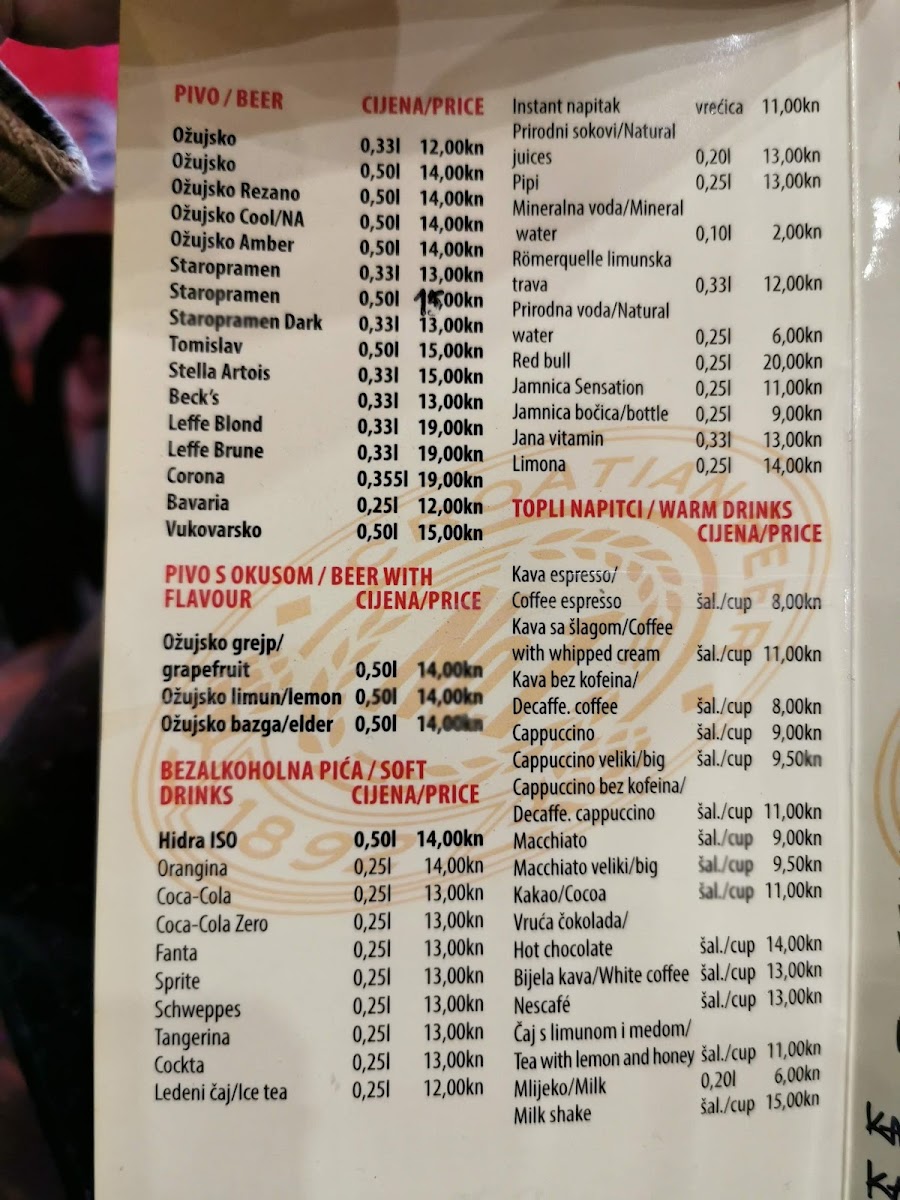 PIVO / BEER CIJENA/PRICE
Ožujsko 0,33l 12,00kn
Ožujsko 0,50l 14,00kn
Ožujsko Rezano 0,50l 14,00kn
Ožujsko Cool/NA 0,50l 14,00kn
Ožujsko Amber 0,50l 14,00kn
Staropramen 0,33l 13,00kn
Staropramen 0,50l 15,00kn
Staropramen Dark 0,33l 13,00kn
Tomislav 0,50l 15,00kn
Stella Artois 0,33l 15,00kn
Beck's 0,33l 13,00kn
Leffe Blond 0,33l 19,00kn
Leffe Brune 0,33l 19,00kn
Corona 0,355l 19,00kn
Bavaria 0,25l 12,00kn
Vukovarsko 0,50l 15,00kn
PIVO S OKUSOM / BEER WITH
FLAVOUR CIJENA/PRICE
Ožujsko grejp/
grapefruit 0,50l 14,00kn
Ožujsko limun/lemon 0,50l 14,00kn
Ožujsko bazga/elder 0,50l 14,00kn
BEZALKOHOLNA PIĆA / SOFT
DRINKS CIJENA/PRICE
Hidra ISO 0,50l 14,00kn
Orangina 0,25l 14,00kn
Coca-Cola 0,25l 13,00kn
Coca-Cola Zero 0,25l 13,00kn
Fanta 0,25l 13,00kn
Sprite 0,25l 13,00kn
Schweppes 0,25l 13,00kn
Tangerina 0,25l 13,00kn
Cockta 0,25l 13,00kn
Ledeni čaj/Ice tea 0,25l 12,00kn
Instant napitak vrećica 11,00kn
Prirodni sokovi/Natural
juices 0,20l 13,00kn
Pipi 0,25l 13,00kn
Mineralna voda/Mineral
water 0,10l 2,00kn
Römerquelle limunska
trava 0,33l 12,00kn
Prirodna voda/Natural
water 0,25l 6,00kn
Red bull 0,25l 20,00kn
Jamnica Sensation 0,25l 11,00kn
Jamnica bočica/bottle 0,25l 9,00kn
Jana vitamin 0,33l 13,00kn
Limona 0,25l 14,00kn
TOPLI NAPITCI / WARM DRINKS
CIJENA/PRICE
Kava espresso/
Coffee espresso šal./cup 8,00kn
Kava sa šlagom/Coffee
with whipped cream šal./cup 11,00kn
Kava bez kofeina/
Decaffe. coffee šal./cup 8,00kn
Cappuccino šal./cup 9,00kn
Cappuccino veliki/big šal./cup 9,50kn
Cappuccino bez kofeina/
Decaffe. cappuccino šal./cup 11,00kn
Macchiato šal./cup 9,00kn
Macchiato veliki/big šal./cup 9,50kn
Kakao/Cocoa šal./cup 11,00kn
Vruća čokolada/
Hot chocolate šal./cup 14,00kn
Bijela kava/White coffee šal./cup 13,00kn
Nescafé šal./cup 13,00kn
Čaj s limunom i medom/
Tea with lemon and honey šal./cup 11,00kn
Mlijeko/Milk 0,20l 6,00kn
Milk shake šal./cup 15,00kn
CROATIAN BEER